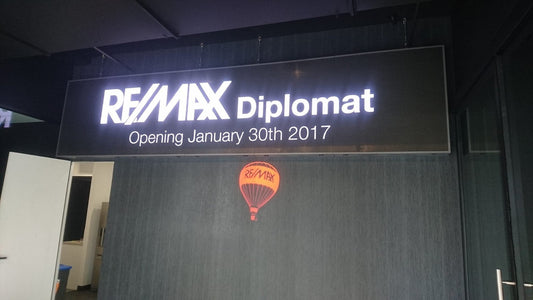 RE/MAX Diplomat
Opening January 30th 2017
RE/MAX